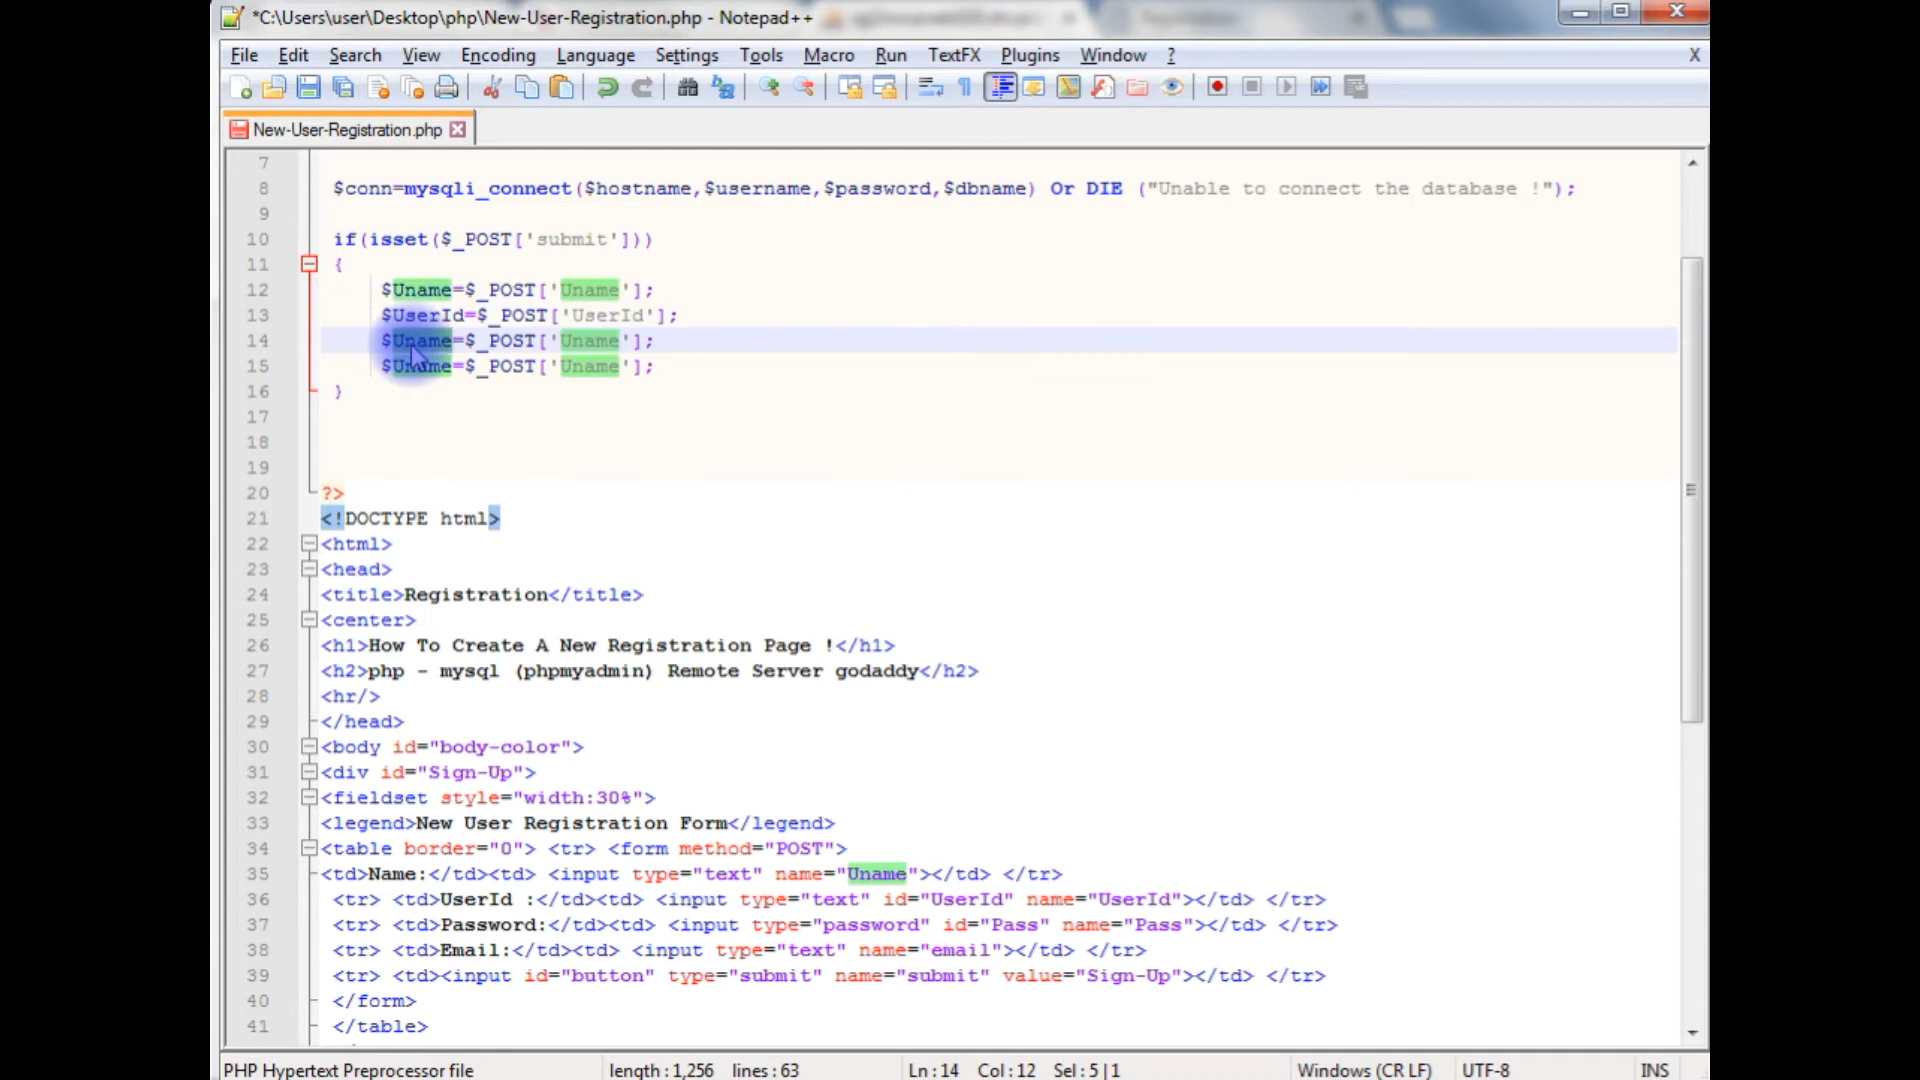 *C:\Users\user\Desktop\php\New-User-Registration.php - Notepad++
File Edit Search View Encoding Language Settings Tools Macro Run TextFX Plugins Window ? X
New-User-Registration.php
7
8 $conn=mysqli_connect($hostname,$username,$password,$dbname) Or DIE ("Unable to connect the database !");
9
10 if(isset($_POST['submit']))
11 {
12 $Uname=$_POST['Uname'];
13 $UserId=$_POST['UserId'];
14 $Uname=$_POST['Uname'];
15 $Uname=$_POST['Uname'];
16 }
17
18
19
20 ?>
21 <!DOCTYPE html>
22 <html>
23 <head>
24 <title>Registration</title>
25 <center>
26 <h1>How To Create A New Registration Page !</h1>
27 <h2>php - mysql (phpmyadmin) Remote Server godaddy</h2>
28 <hr/>
29 </head>
30 <body id="body-color">
31 <div id="Sign-Up">
32 <fieldset style="width:30%">
33 <legend>New User Registration Form</legend>
34 <table border="0"> <tr> <form method="POST">
35 <td>Name:</td><td> <input type="text" name="Uname"></td> </tr>
36 <tr> <td>UserId :</td><td> <input type="text" id="UserId" name="UserId"></td> </tr>
37 <tr> <td>Password:</td><td> <input type="password" id="Pass" name="Pass"></td> </tr>
38 <tr> <td>Email:</td><td> <input type="text" name="email"></td> </tr>
39 <tr> <td><input id="button" type="submit" name="submit" value="Sign-Up"></td> </tr>
40 </form>
41 </table>
PHP Hypertext Preprocessor file length : 1,256 lines : 63 Ln : 14 Col : 12 Sel : 5 | 1 Windows (CR LF) UTF-8 INS